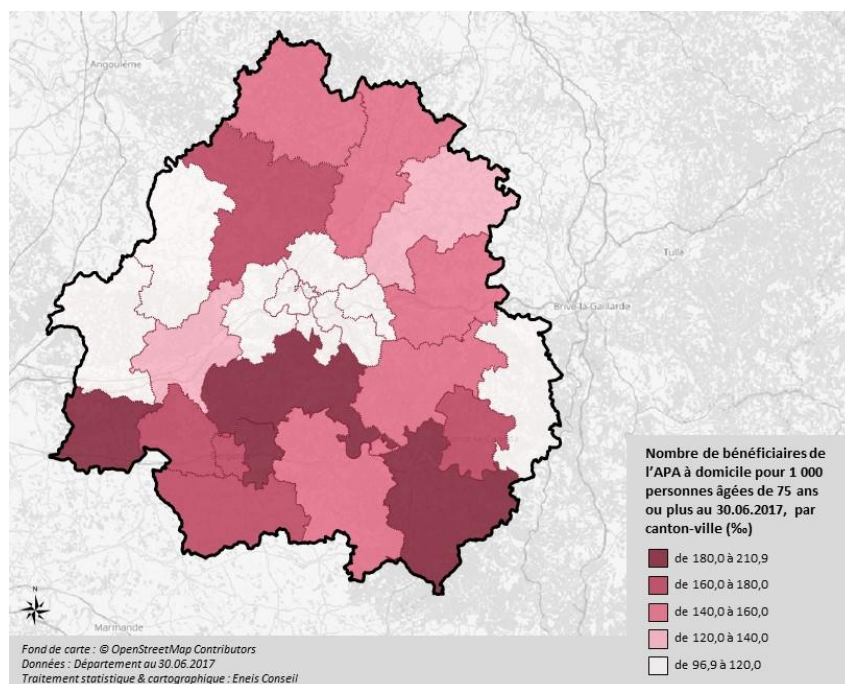 Angoulême
Tulle
Brive-la-Gaillarde
Nombre de bénéficiaires de
l'APA à domicile pour 1 000
personnes âgées de 75 ans
ou plus au 30.06.2017, par
canton-ville (‰)
de 180,0 à 210,9
de 160,0 à 180,0
de 140,0 à 160,0
de 120,0 à 140,0
de 96,9 à 120,0
N
Marmande
Fond de carte : © OpenStreetMap Contributors
Données : Département au 30.06.2017
Traitement statistique & cartographique : Eneis Conseil